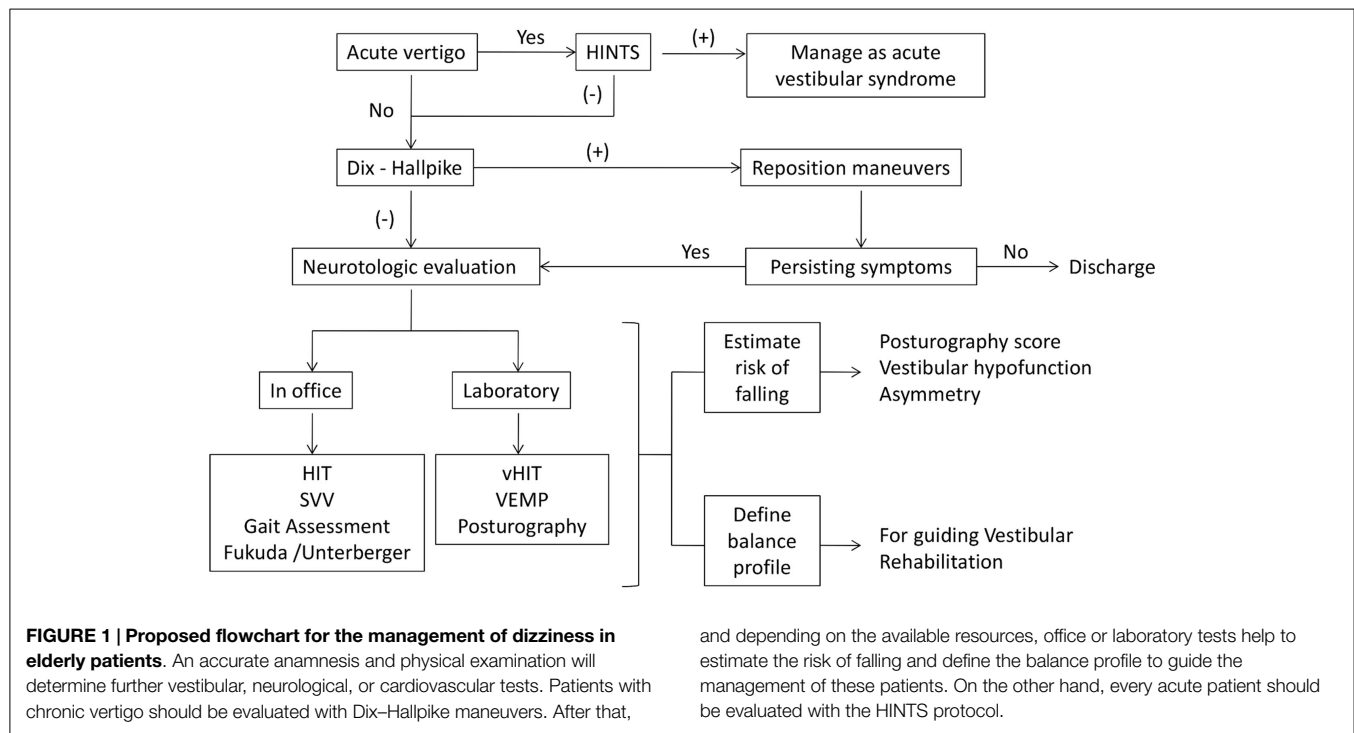 Acute vertigo
Yes
HINTS
(+)
Manage as acute
vestibular syndrome
(-)
No
Dix - Hallpike
(+)
Reposition maneuvers
(-)
Neurotologic evaluation
Yes
Persisting symptoms
No
Discharge
In office
Laboratory
HIT
SVV
Gait Assessment
Fukuda /Unterberger
vHIT
VEMP
Posturography
Estimate
risk of
falling
Posturography score
Vestibular hypofunction
Asymmetry
Define
balance
profile
For guiding Vestibular
Rehabilitation
FIGURE 1 | Proposed flowchart for the management of dizziness in
elderly patients. An accurate anamnesis and physical examination will
determine further vestibular, neurological, or cardiovascular tests. Patients with
chronic vertigo should be evaluated with Dix–Hallpike maneuvers. After that,
and depending on the available resources, office or laboratory tests help to
estimate the risk of falling and define the balance profile to guide the
management of these patients. On the other hand, every acute patient should
be evaluated with the HINTS protocol.